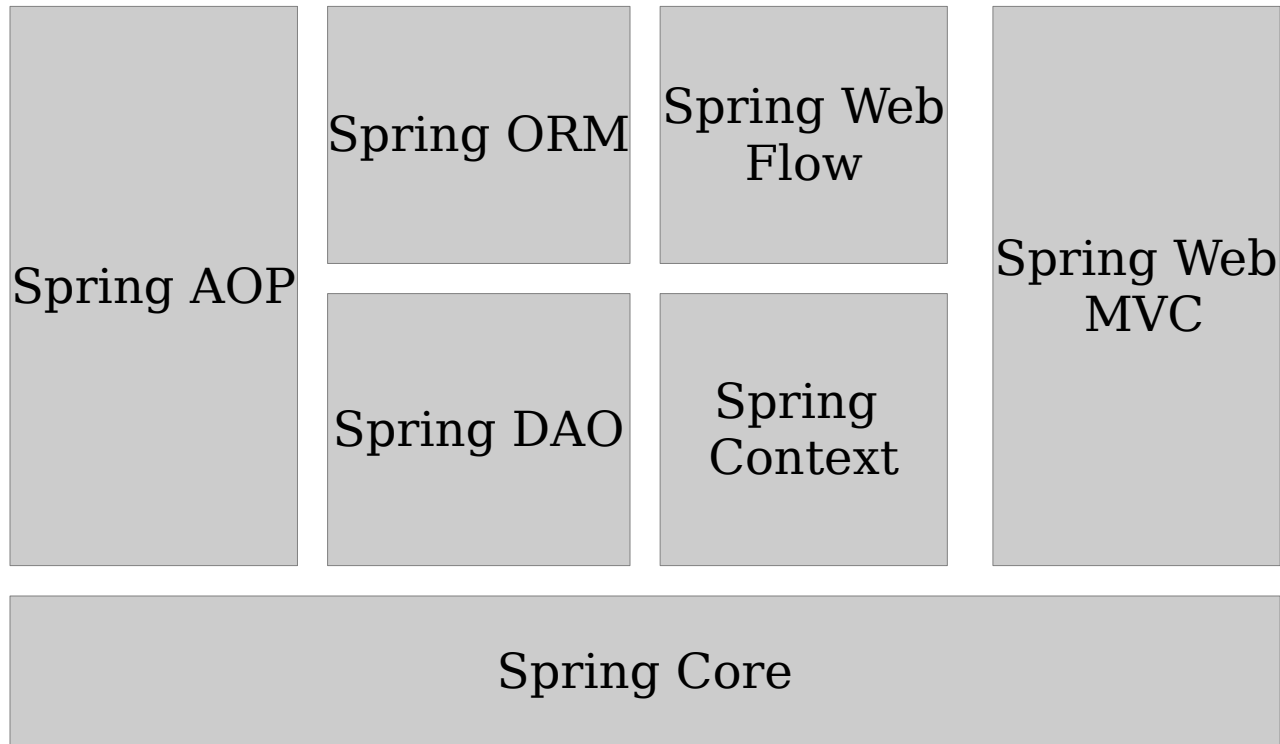 Spring AOP
Spring ORM
Spring Web
Flow
Spring DAO
Spring
Context
Spring Web
MVC
Spring Core